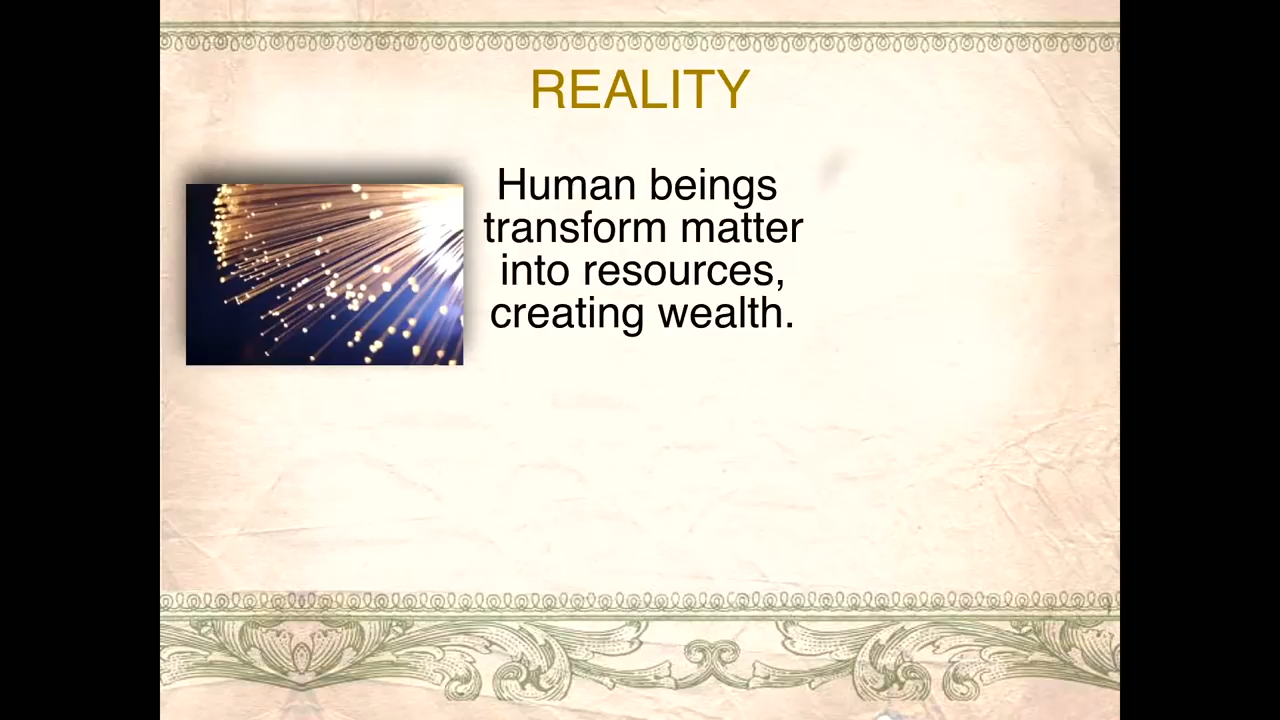 REALITY
Human beings
transform matter
into resources,
creating wealth.